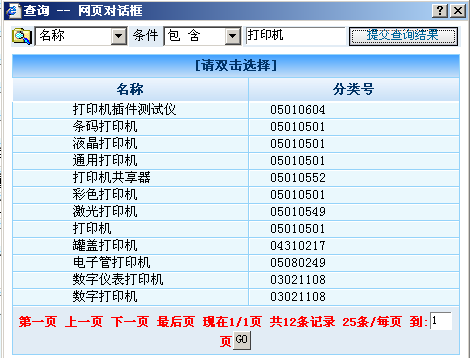 查询 -- 网页对话框
名称 条件 包 含 打印机 提交查询结果
[请双击选择]
名称 分类号
打印机插件测试仪 05010604
条码打印机 05010501
液晶打印机 05010501
通用打印机 05010501
打印机共享器 05010552
彩色打印机 05010501
激光打印机 05010549
打印机 05010501
罐盖打印机 04310217
电子管打印机 05080249
数字仪表打印机 03021108
数字打印机 03021108
第一页 上一页 下一页 最后页 现在1/1页 共12条记录 25条/每页 到:1
页 GO